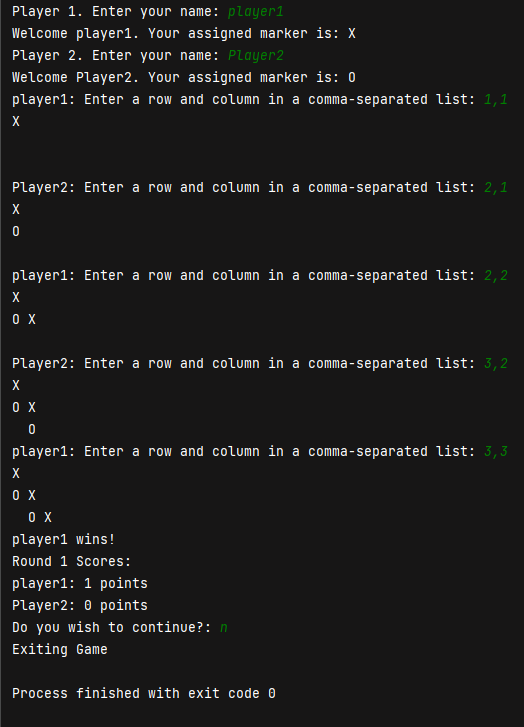 Player 1. Enter your name: player1
Welcome player1. Your assigned marker is: X
Player 2. Enter your name: Player2
Welcome Player2. Your assigned marker is: O
player1: Enter a row and column in a comma-separated list: 1,1
X
Player2: Enter a row and column in a comma-separated list: 2,1
X
O
player1: Enter a row and column in a comma-separated list: 2,2
X
O X
Player2: Enter a row and column in a comma-separated list: 3,2
X
O X
  O
player1: Enter a row and column in a comma-separated list: 3,3
X
O X
  O X
player1 wins!
Round 1 Scores:
player1: 1 points
Player2: 0 points
Do you wish to continue?: n
Exiting Game
Process finished with exit code 0